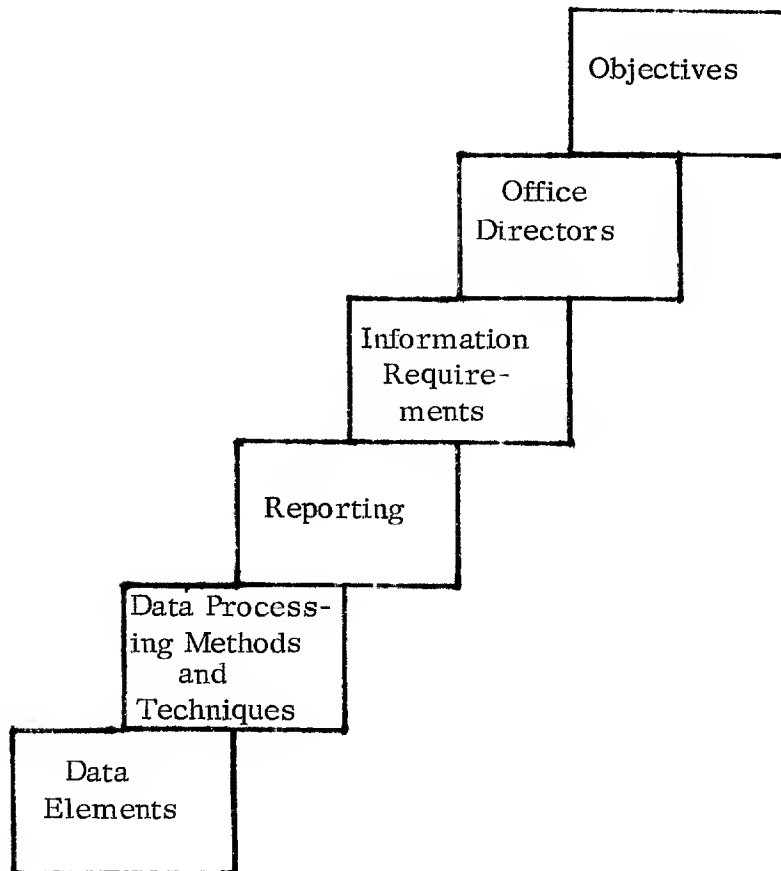 Objectives
Office
Directors
Information
Require-
ments
Reporting
Data Process-
ing Methods
and
Techniques
Data
Elements